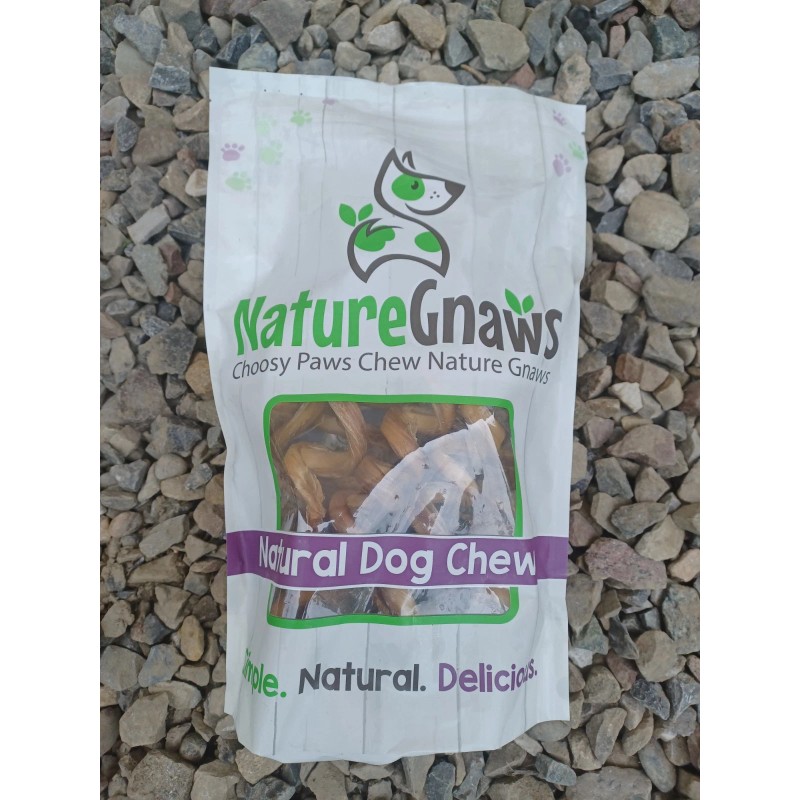 NatureGnaws
Choosy Paws Chew Nature Gnaws
Natural Dog Chew
Simple. Natural. Delicious.